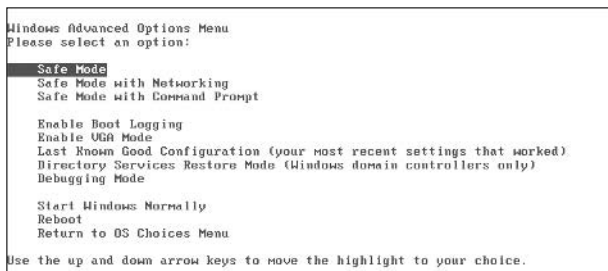 Windows Advanced Options Menu
Please select an option:
Safe Mode
Safe Mode with Networking
Safe Mode with Command Prompt
Enable Boot Logging
Enable VGA Mode
Last Known Good Configuration (your most recent settings that worked)
Directory Services Restore Mode (Windows domain controllers only)
Debugging Mode
Start Windows Normally
Reboot
Return to OS Choices Menu
Use the up and down arrow keys to move the highlight to your choice.